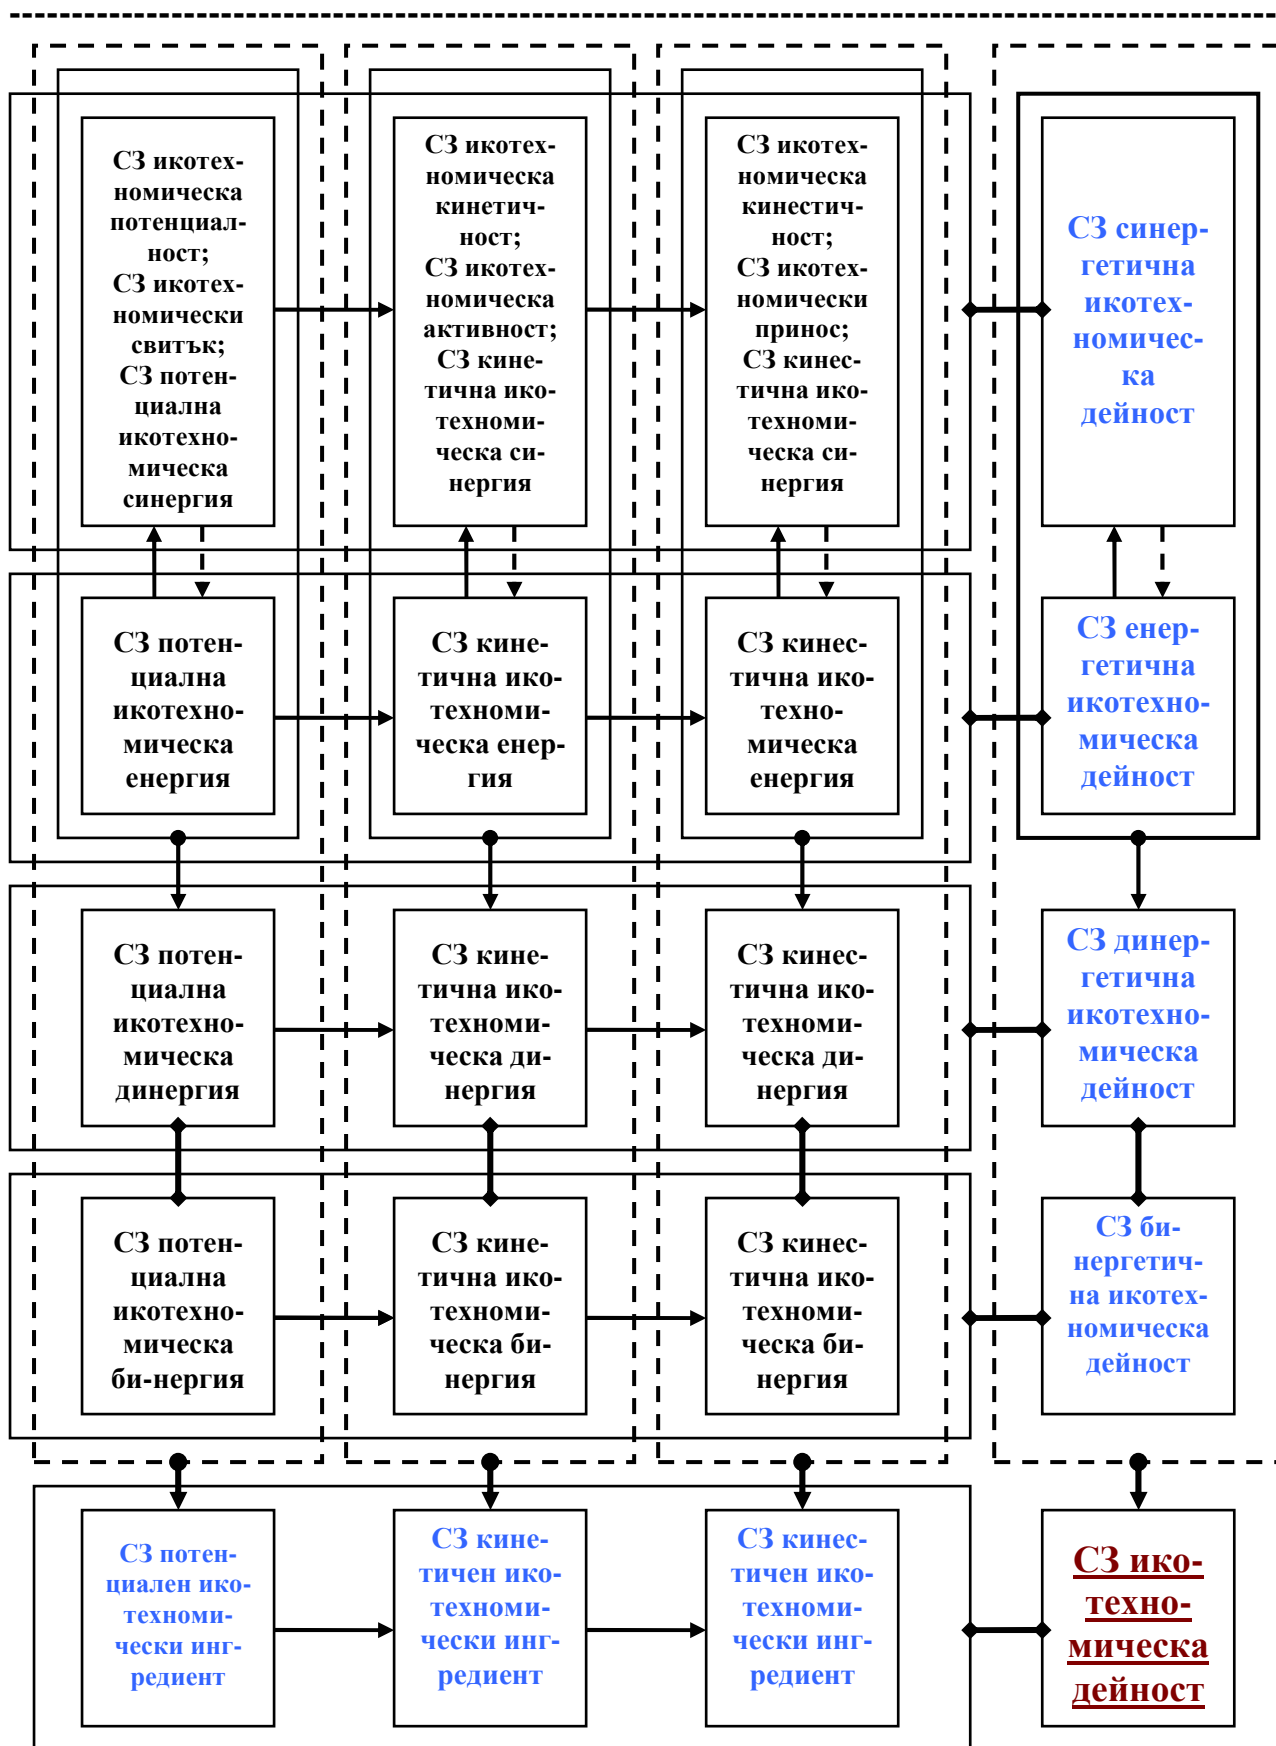 СЗ икотех-
номическа
потенциал-
ност;
СЗ икотех-
номически
свитък;
СЗ потен-
циална
икотехно-
мическа
синергия
СЗ икотех-
номическа
кинетич-
ност;
СЗ икотех-
номическа
активност;
СЗ кине-
тична ико-
техноми-
ческа си-
нергия
СЗ икотех-
номическа
кинестич-
ност;
СЗ икотех-
номически
принос;
СЗ кинес-
тична ико-
техноми-
ческа си-
нергия
СЗ синер-
гетична
икотех-
номичес-
ка
дейност
СЗ потен-
циална
икотехно-
мическа
енергия
СЗ кине-
тична ико-
техноми-
ческа енер-
гия
СЗ кинес-
тична ико-
техно-
мическа
енергия
СЗ енер-
гетична
икотехно-
мическа
дейност
СЗ потен-
циална
икотехно-
мическа
динергия
СЗ кине-
тична ико-
техноми-
ческа ди-
нергия
СЗ кинес-
тична ико-
техноми-
ческа ди-
нергия
СЗ динер-
гетична
икотехно-
мическа
дейност
СЗ потен-
циална
икотехно-
мическа
би-нергия
СЗ кине-
тична ико-
техноми-
ческа би-
нергия
СЗ кинес-
тична ико-
техноми-
ческа би-
нергия
СЗ би-
нергетич-
на икотех-
номическа
дейност
СЗ потен-
циален ико-
техноми-
чески инг-
редиент
СЗ кине-
тичен ико-
техноми-
чески инг-
редиент
СЗ кинес-
тичен ико-
техноми-
чески инг-
редиент
СЗ ико-
техно-
мическа
дейност